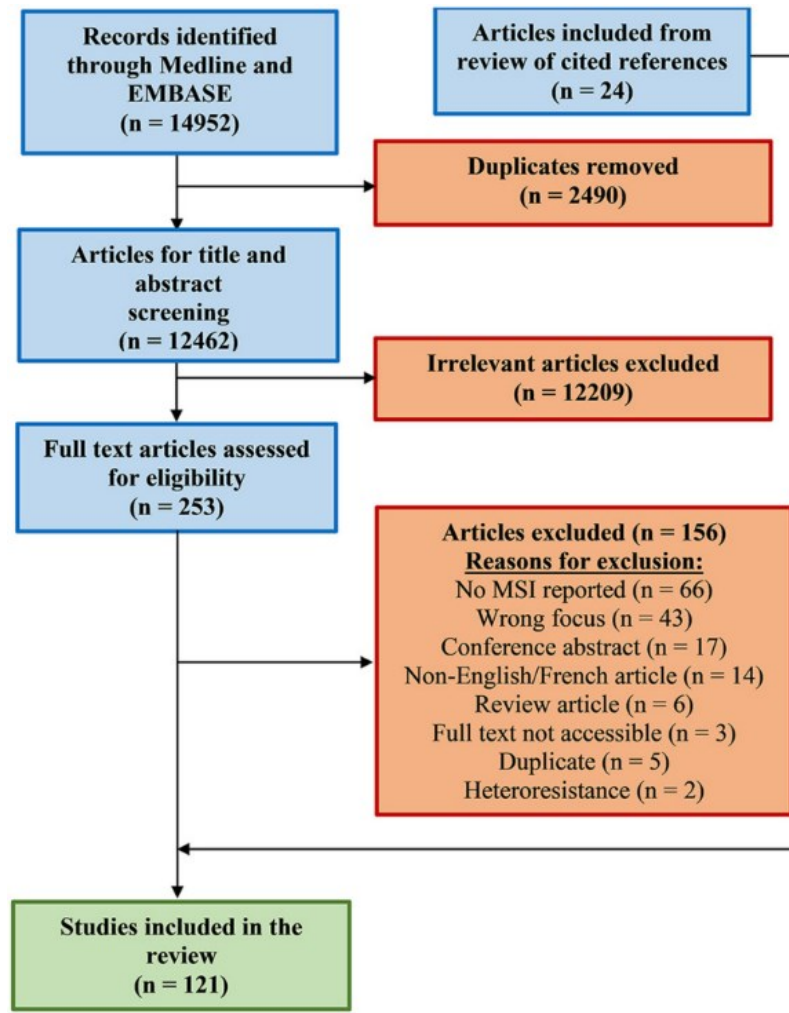 Records identified
through Medline and
EMBASE
(n = 14952)
Articles included from
review of cited references
(n = 24)
Duplicates removed
(n = 2490)
Articles for title and
abstract
screening
(n = 12462)
Irrelevant articles excluded
(n = 12209)
Full text articles assessed
for eligibility
(n = 253)
Articles excluded (n = 156)
Reasons for exclusion:
No MSI reported (n = 66)
Wrong focus (n = 43)
Conference abstract (n = 17)
Non-English/French article (n = 14)
Review article (n = 6)
Full text not accessible (n = 3)
Duplicate (n = 5)
Heteroresistance (n = 2)
Studies included in the
review
(n = 121)